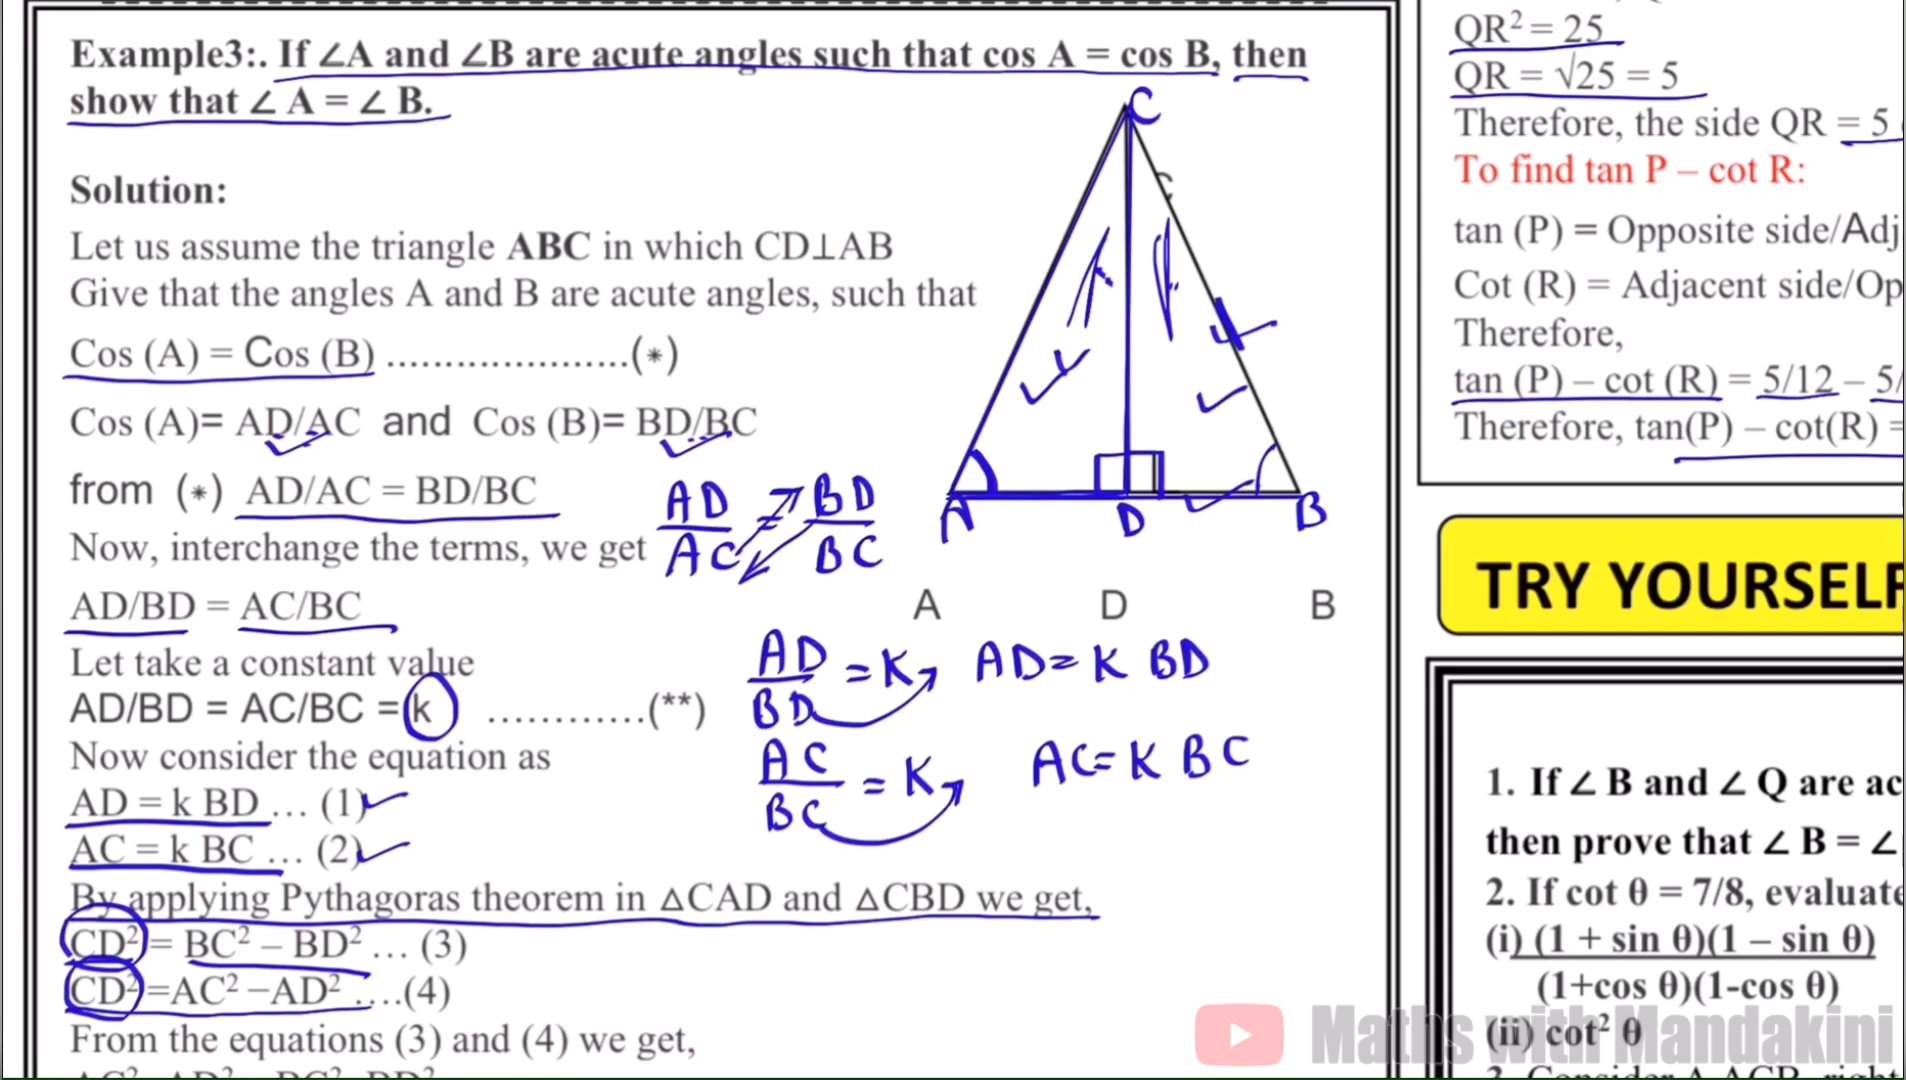 Example3:. If ∠A and ∠B are acute angles such that cos A = cos B, then
show that ∠ A = ∠ B.
Solution:
Let us assume the triangle ABC in which CD⊥AB
Give that the angles A and B are acute angles, such that
Cos (A) = Cos (B) .....................(*)
Cos (A)= AD/AC and Cos (B)= BD/BC
from (*) AD/AC = BD/BC
Now, interchange the terms, we get
AD/BD = AC/BC
Let take a constant value
AD/BD = AC/BC = k ............(**)
Now consider the equation as
AD = k BD … (1)
AC = k BC … (2)
By applying Pythagoras theorem in △CAD and △CBD we get,
CD² = BC² – BD² … (3)
CD² =AC² –AD² ….(4)
From the equations (3) and (4) we get,
C
C
A D B
A D B
AD = BD
AC BC
AD = K AD = K BD
BD
AC = K AC = K BC
BC
QR² = 25
QR = √25 = 5
Therefore, the side QR = 5
To find tan P – cot R:
tan (P) = Opposite side/Adj
Cot (R) = Adjacent side/Op
Therefore,
tan (P) – cot (R) = 5/12 – 5/
Therefore, tan(P) – cot(R) =
TRY YOURSELF
1. If ∠ B and ∠ Q are ac
then prove that ∠ B = ∠
2. If cot θ = 7/8, evaluate
(i) (1 + sin θ)(1 – sin θ)
(1+cos θ)(1-cos θ)
(ii) cot² θ
Maths with Mandakini